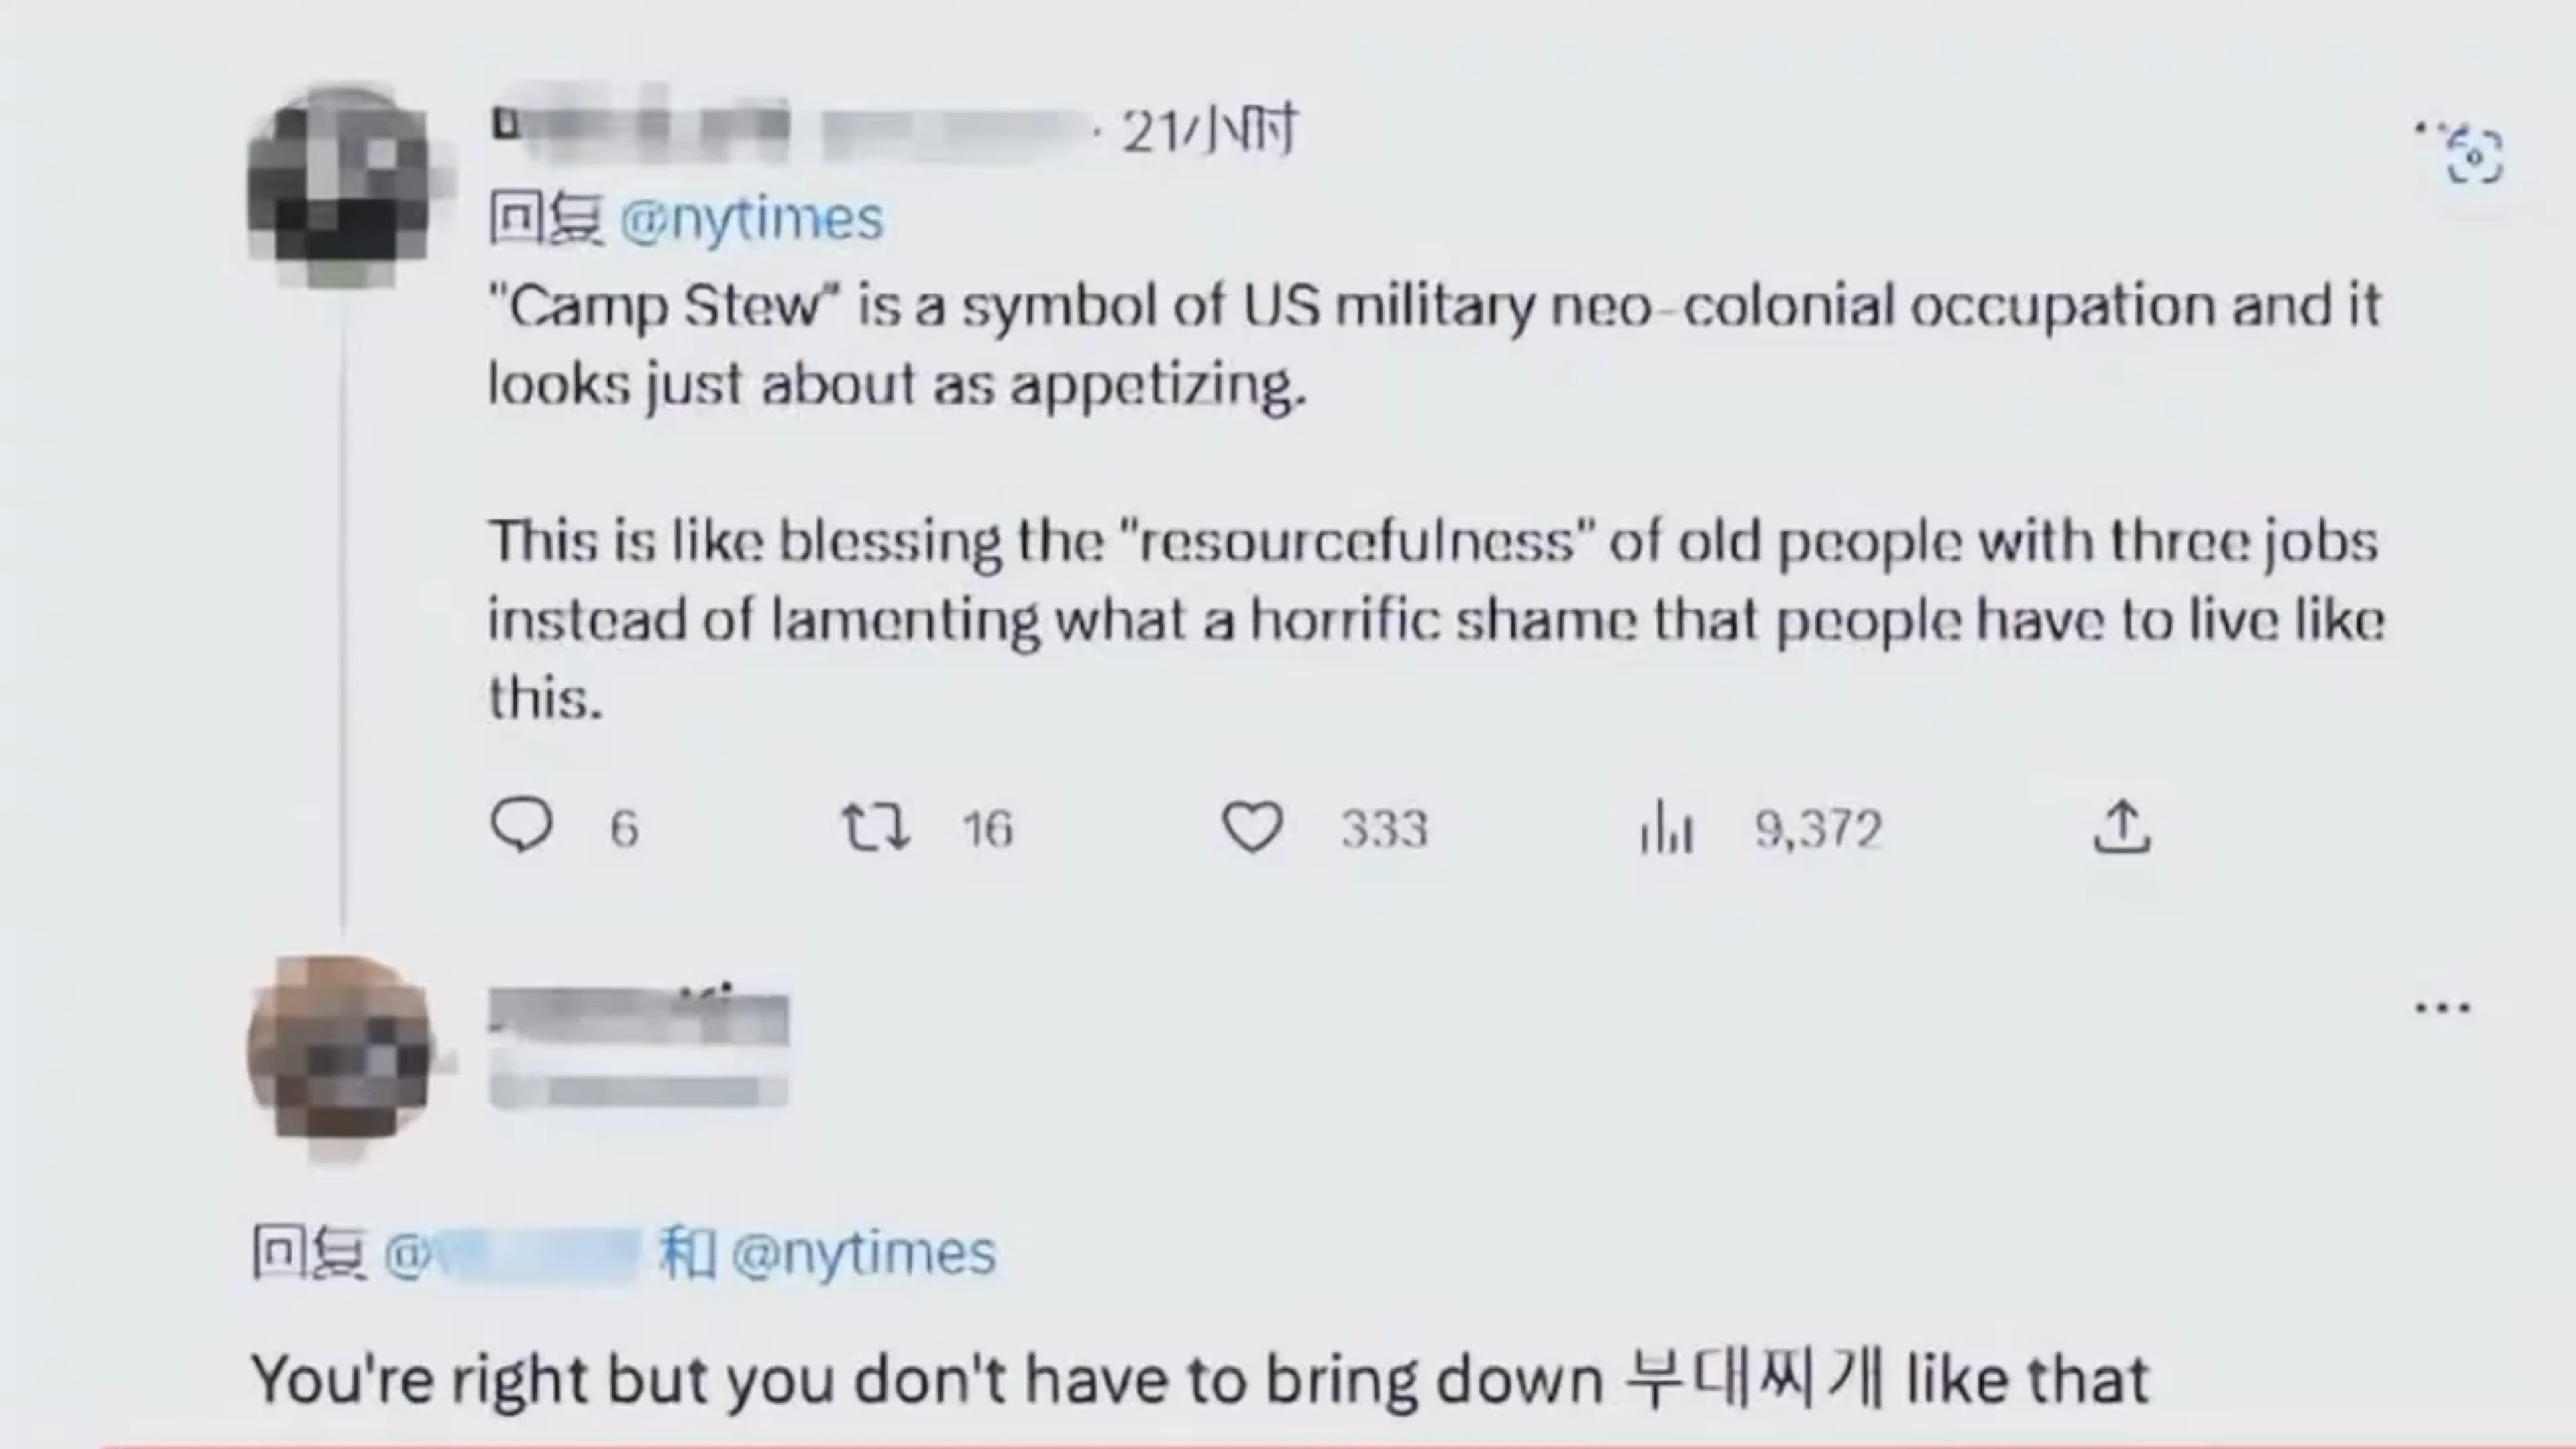 · 21小时
回复 @nytimes
"Camp Stew" is a symbol of US military neo-colonial occupation and it
looks just about as appetizing.
This is like blessing the "resourcefulness" of old people with three jobs
instead of lamenting what a horrific shame that people have to live like
this.
6 16 333 9,372
回复 @ 和 @nytimes
You're right but you don't have to bring down 부대찌개 like that